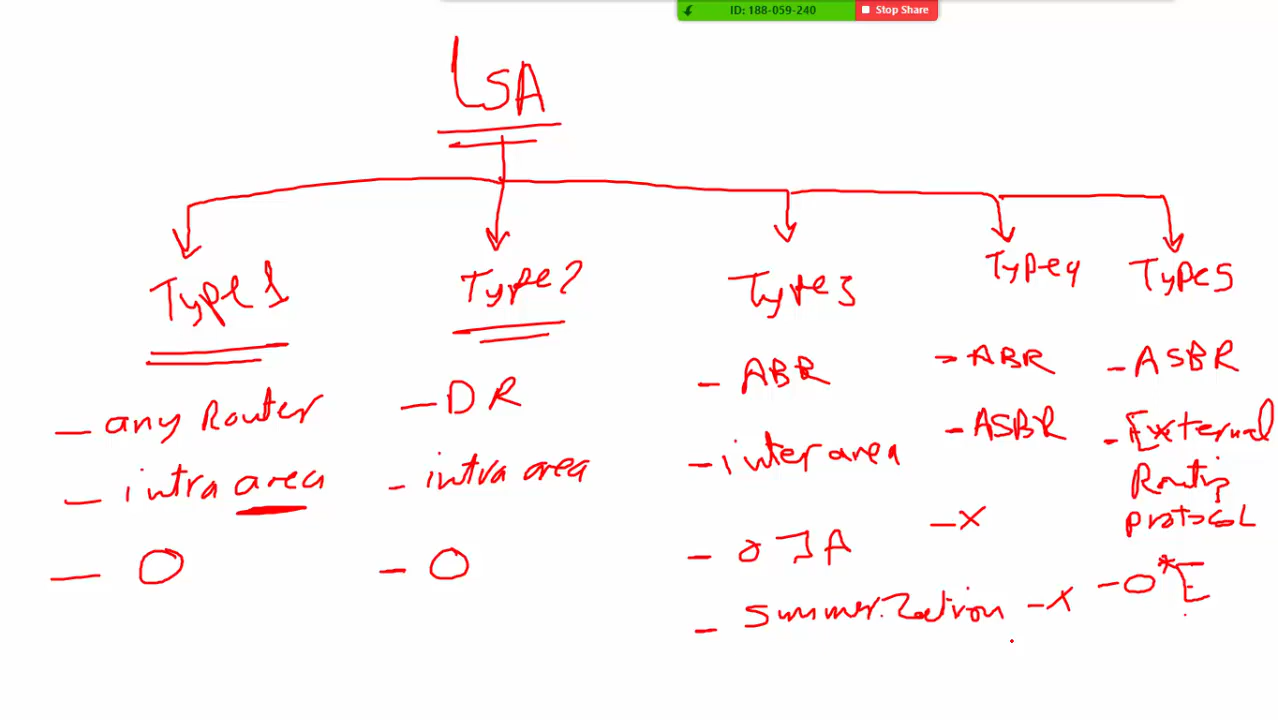 ID: 188-059-240
Stop Share
LSA
Type 1
- any Router
- intra area
- O
Type 2
- DR
- intra area
- O
Type 3
- ABR
- inter area
- O IA
- Summerization
Type 4
- ABR
- ASBR
- X
- X
Type 5
- ASBR
- External
Routing
protocol
- O*E